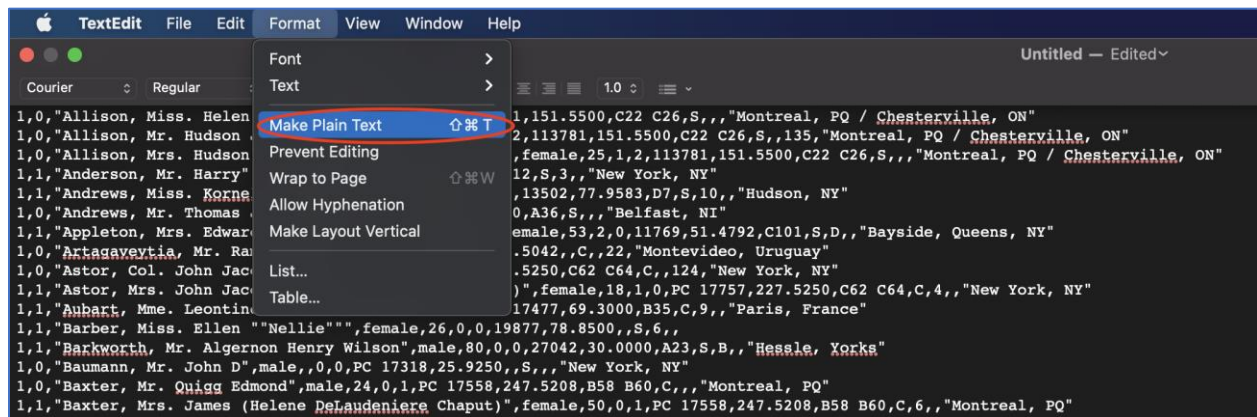 TextEdit File Edit Format View Window Help
Untitled — Edited
Courier Regular 1.0
Font
Text
Make Plain Text ⇧⌘T
Prevent Editing
Wrap to Page ⇧⌘W
Allow Hyphenation
Make Layout Vertical
List...
Table...
1,0,"Allison, Miss. Helen 1,151.5500,C22 C26,S,,,"Montreal, PQ / Chesterville, ON"
1,0,"Allison, Mr. Hudson 2,113781,151.5500,C22 C26,S,,135,"Montreal, PQ / Chesterville, ON"
1,0,"Allison, Mrs. Hudson ,female,25,1,2,113781,151.5500,C22 C26,S,,,"Montreal, PQ / Chesterville, ON"
1,1,"Anderson, Mr. Harry" 12,S,3,,"New York, NY"
1,1,"Andrews, Miss. Korne ,13502,77.9583,D7,S,10,,"Hudson, NY"
1,0,"Andrews, Mr. Thomas 0,A36,S,,,"Belfast, NI"
1,1,"Appleton, Mrs. Edwar emale,53,2,0,11769,51.4792,C101,S,D,,"Bayside, Queens, NY"
1,0,"Artagaveytia, Mr. Ra .5042,,C,,22,"Montevideo, Uruguay"
1,0,"Astor, Col. John Jac .5250,C62 C64,C,,124,"New York, NY"
1,1,"Astor, Mrs. John Jac )",female,18,1,0,PC 17757,227.5250,C62 C64,C,4,,"New York, NY"
1,1,"Aubart, Mme. Leontin 17477,69.3000,B35,C,9,,"Paris, France"
1,1,"Barber, Miss. Ellen ""Nellie""",female,26,0,0,19877,78.8500,,S,6,,
1,1,"Barkworth, Mr. Algernon Henry Wilson",male,80,0,0,27042,30.0000,A23,S,B,,"Hessle, Yorks"
1,0,"Baumann, Mr. John D",male,,0,0,PC 17318,25.9250,,S,,,"New York, NY"
1,0,"Baxter, Mr. Quigg Edmond",male,24,0,1,PC 17558,247.5208,B58 B60,C,,,"Montreal, PQ"
1,1,"Baxter, Mrs. James (Helene DeLaudeniere Chaput)",female,50,0,1,PC 17558,247.5208,B58 B60,C,6,,"Montreal, PQ"